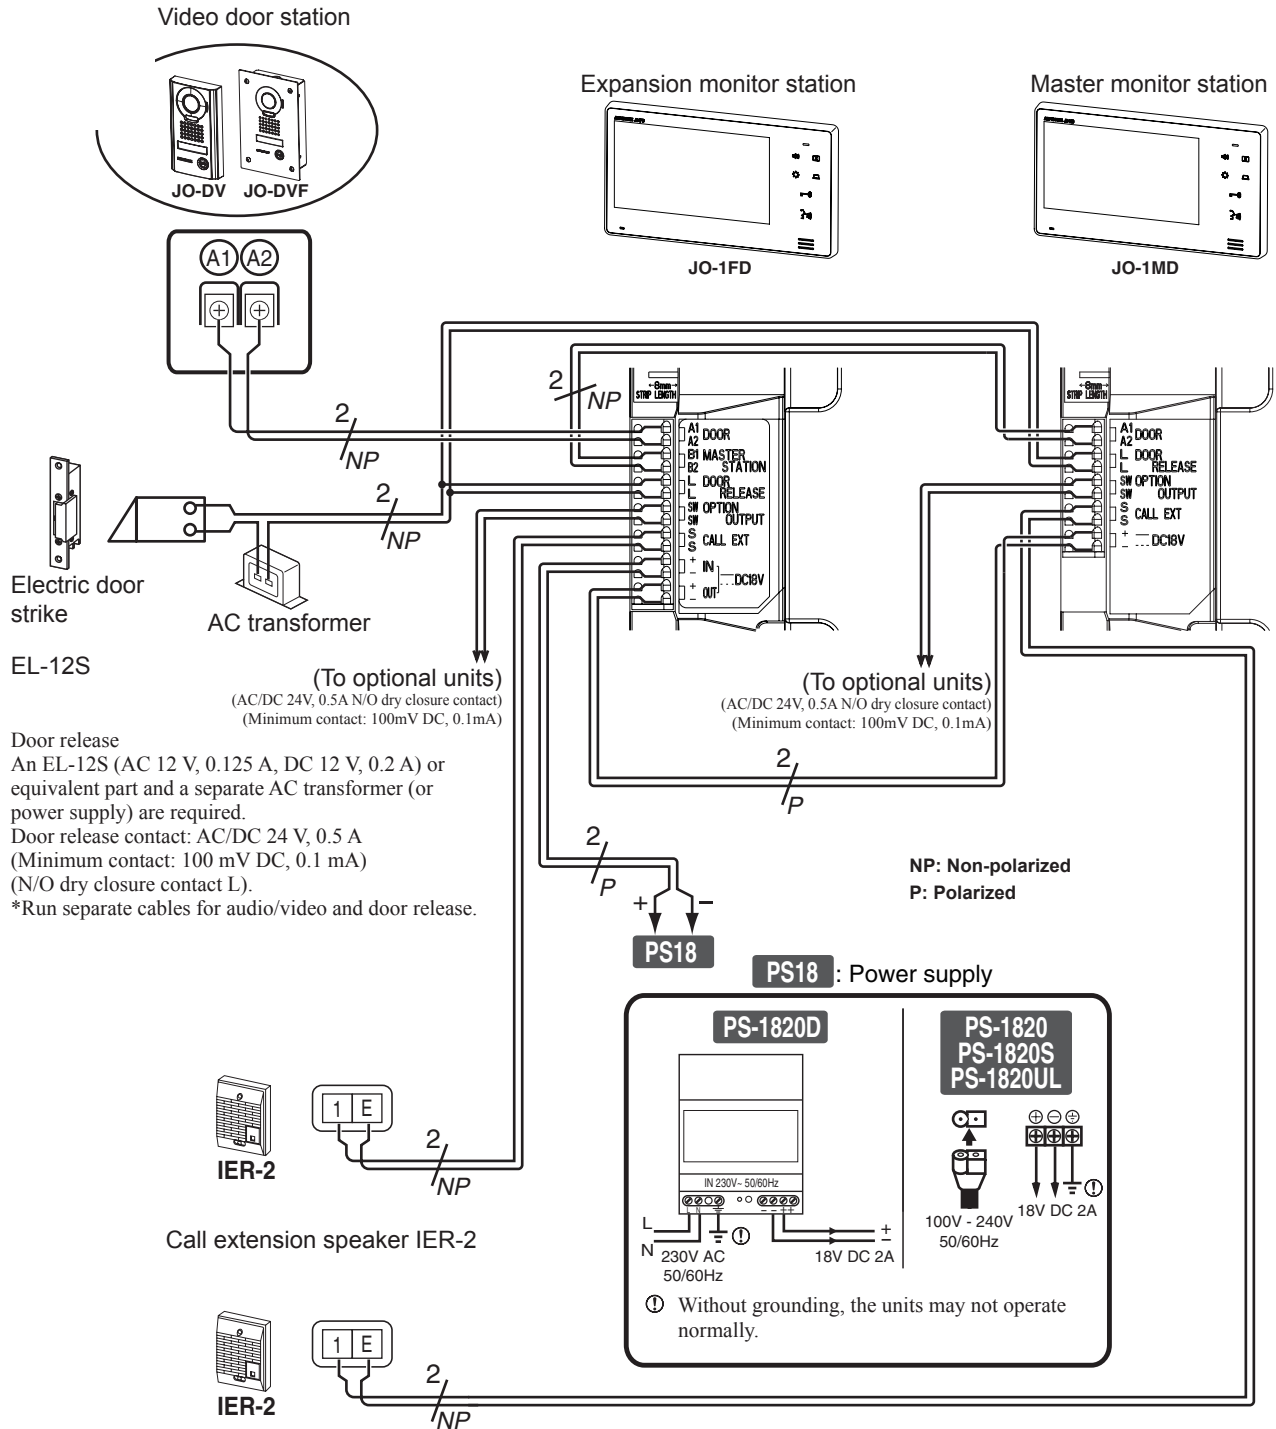 Video door station
JO-DV JO-DVF
Expansion monitor station
JO-1FD
Master monitor station
JO-1MD
A1 A2
2
NP
2
NP
2
NP
←8mm→
STRIP LENGTH
A1 DOOR
A2
B1 MASTER
B2 STATION
L DOOR
L RELEASE
SW OPTION
SW OUTPUT
S CALL EXT
S
+ IN
-
DC18V
+ OUT
-
←8mm→
STRIP LENGTH
A1 DOOR
A2
L DOOR
L RELEASE
SW OPTION
SW OUTPUT
S CALL EXT
S
+ DC18V
-
Electric door
strike
AC transformer
EL-12S
(To optional units)
(AC/DC 24V, 0.5A N/O dry closure contact)
(Minimum contact: 100mV DC, 0.1mA)
(To optional units)
(AC/DC 24V, 0.5A N/O dry closure contact)
(Minimum contact: 100mV DC, 0.1mA)
Door release
An EL-12S (AC 12 V, 0.125 A, DC 12 V, 0.2 A) or
equivalent part and a separate AC transformer (or
power supply) are required.
Door release contact: AC/DC 24 V, 0.5 A
(Minimum contact: 100 mV DC, 0.1 mA)
(N/O dry closure contact L).
*Run separate cables for audio/video and door release.
2
P
2
P
+ −
PS18
NP: Non-polarized
P: Polarized
PS18 : Power supply
PS-1820D
IN 230V~ 50/60Hz
L N
- - + +
L
N
230V AC
50/60Hz
+
−
18V DC 2A
PS-1820
PS-1820S
PS-1820UL
100V - 240V
50/60Hz
+ −
18V DC 2A
! Without grounding, the units may not operate
normally.
IER-2
1 E
2
NP
Call extension speaker IER-2
IER-2
1 E
2
NP